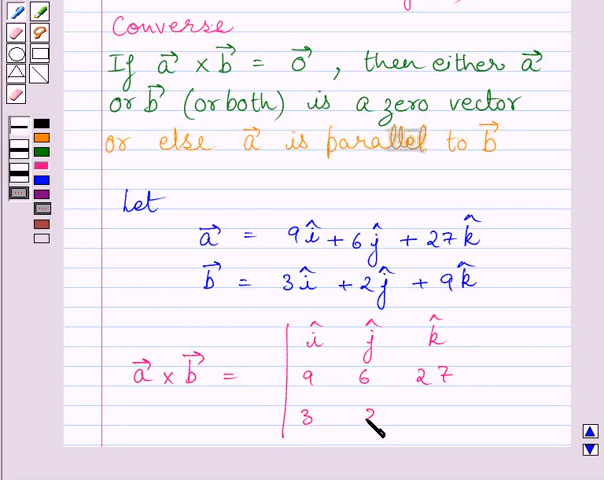 Converse
If a⃗ × b⃗ = 0⃗ , then either a⃗
or b⃗ (or both) is a zero vector
or else a⃗ is parallel to b⃗
Let
a⃗ = 9î + 6ĵ + 27k̂
b⃗ = 3î + 2ĵ + 9k̂
î ĵ k̂
a⃗ × b⃗ = | 9 6 27
3 2